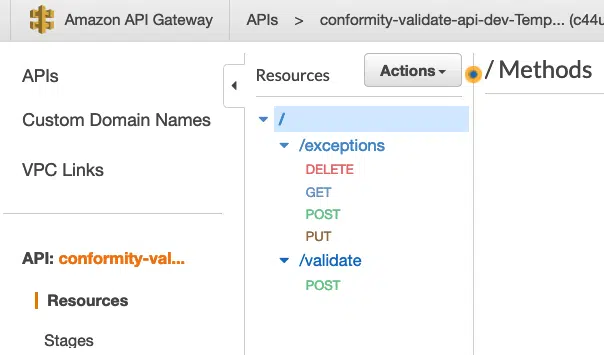 Amazon API Gateway APIs > conformity-validate-api-dev-Temp... (c44u
APIs
Custom Domain Names
VPC Links
API: conformity-val...
Resources
Stages
Resources Actions
/
/exceptions
DELETE
GET
POST
PUT
/validate
POST
/ Methods